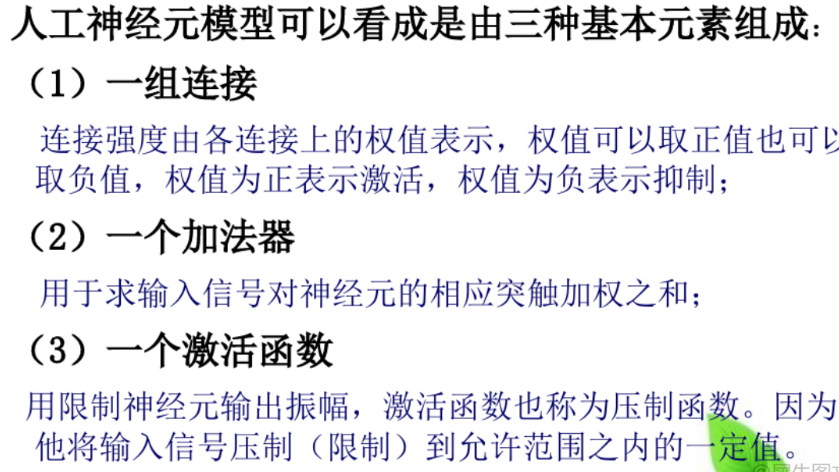 人工神经元模型可以看成是由三种基本元素组成：
（1）一组连接
连接强度由各连接上的权值表示，权值可以取正值也可以
取负值，权值为正表示激活，权值为负表示抑制；
（2）一个加法器
用于求输入信号对神经元的相应突触加权之和；
（3）一个激活函数
用限制神经元输出振幅，激活函数也称为压制函数。因为
他将输入信号压制（限制）到允许范围之内的一定值。